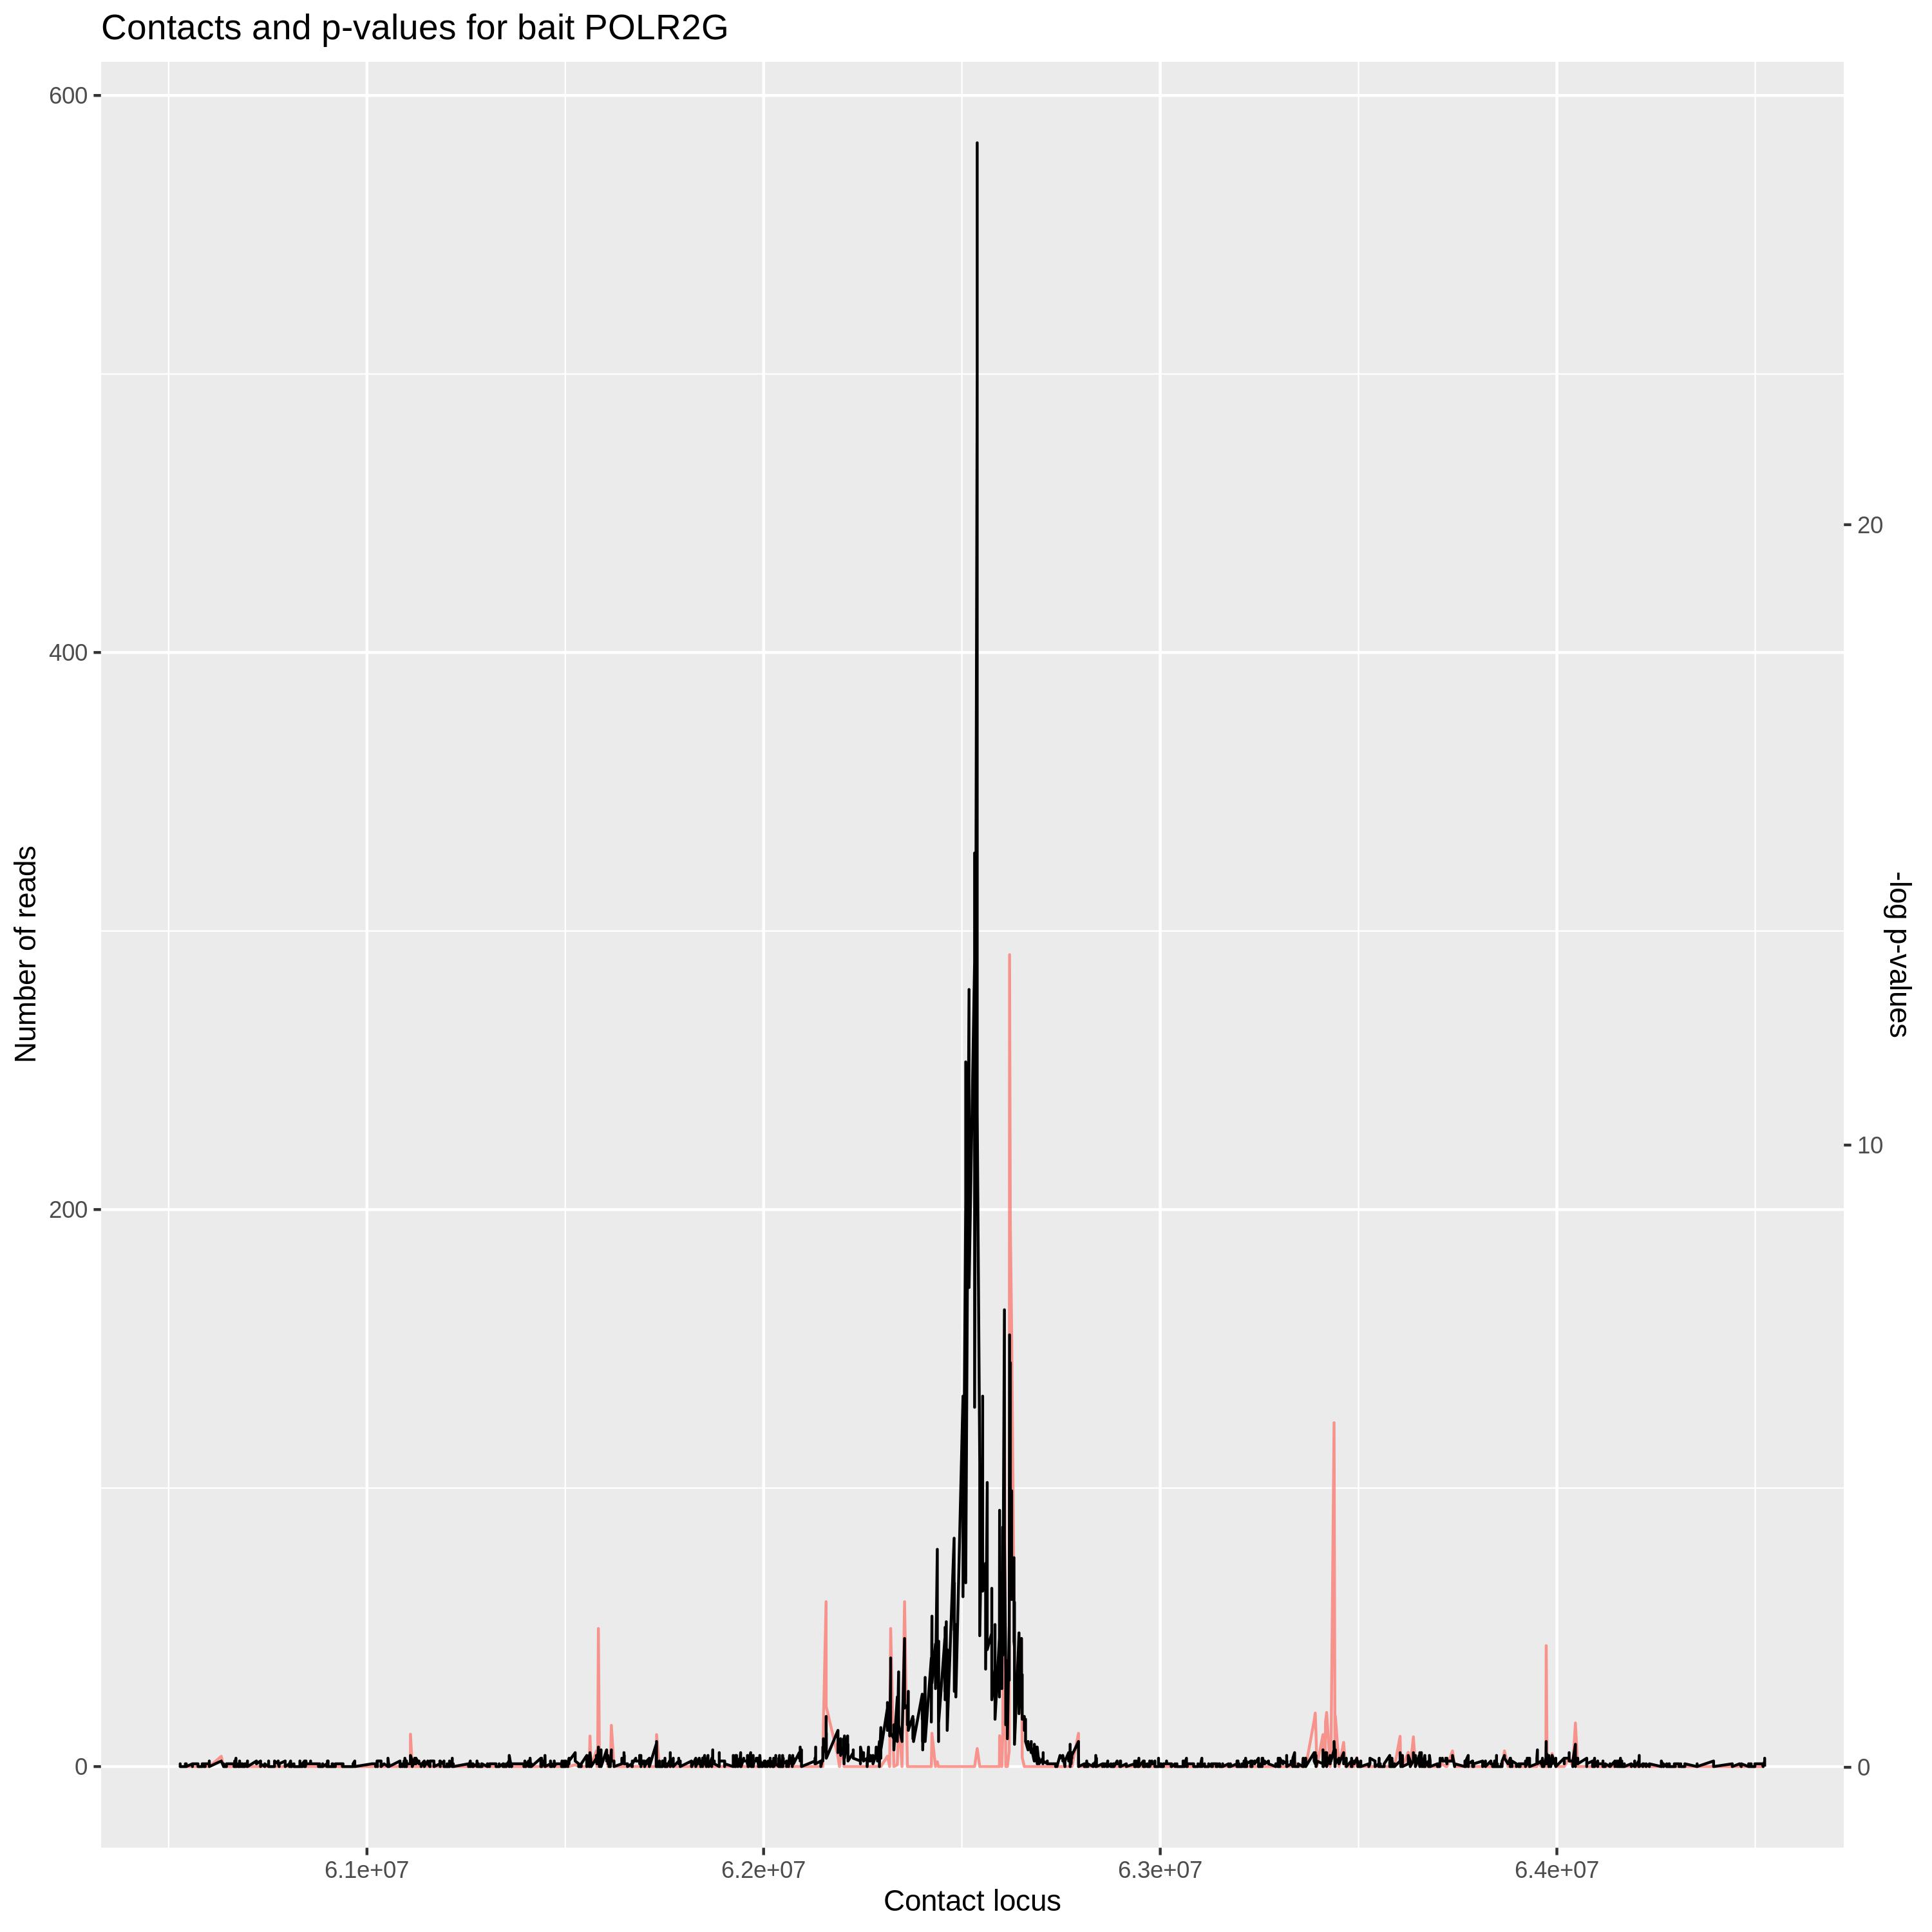 Contacts and p-values for bait POLR2G
600
400
200
0
Number of reads
20
10
0
-log p-values
6.1e+07
6.2e+07
6.3e+07
6.4e+07
Contact locus